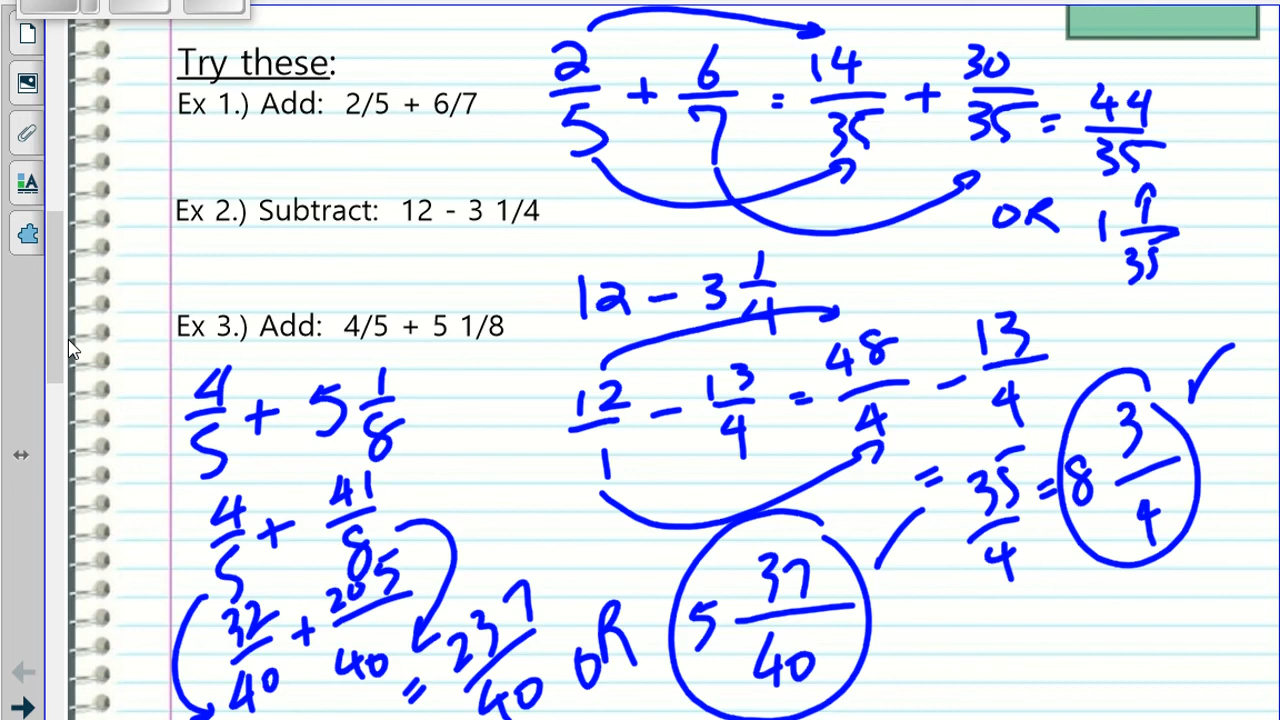 Try these:
Ex 1.) Add: 2/5 + 6/7
2/5 + 6/7 = 14/35 + 30/35 = 44/35
OR 1 9/35
Ex 2.) Subtract: 12 - 3 1/4
12 - 3 1/4
12/1 - 13/4 = 48/4 - 13/4
= 35/4 = 8 3/4 ✓
Ex 3.) Add: 4/5 + 5 1/8
4/5 + 5 1/8
4/5 + 41/8
32/40 + 205/40 = 237/40 OR 5 37/40 ✓